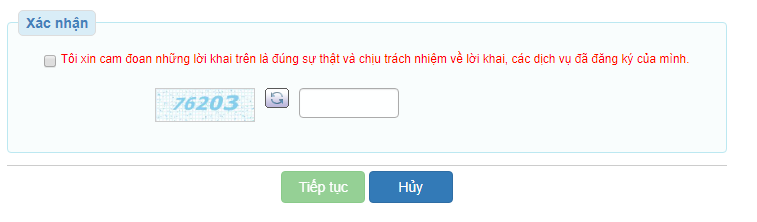 Xác nhận
Tôi xin cam đoan những lời khai trên là đúng sự thật và chịu trách nhiệm về lời khai, các dịch vụ đã đăng ký của mình.
76203
Tiếp tục
Hủy